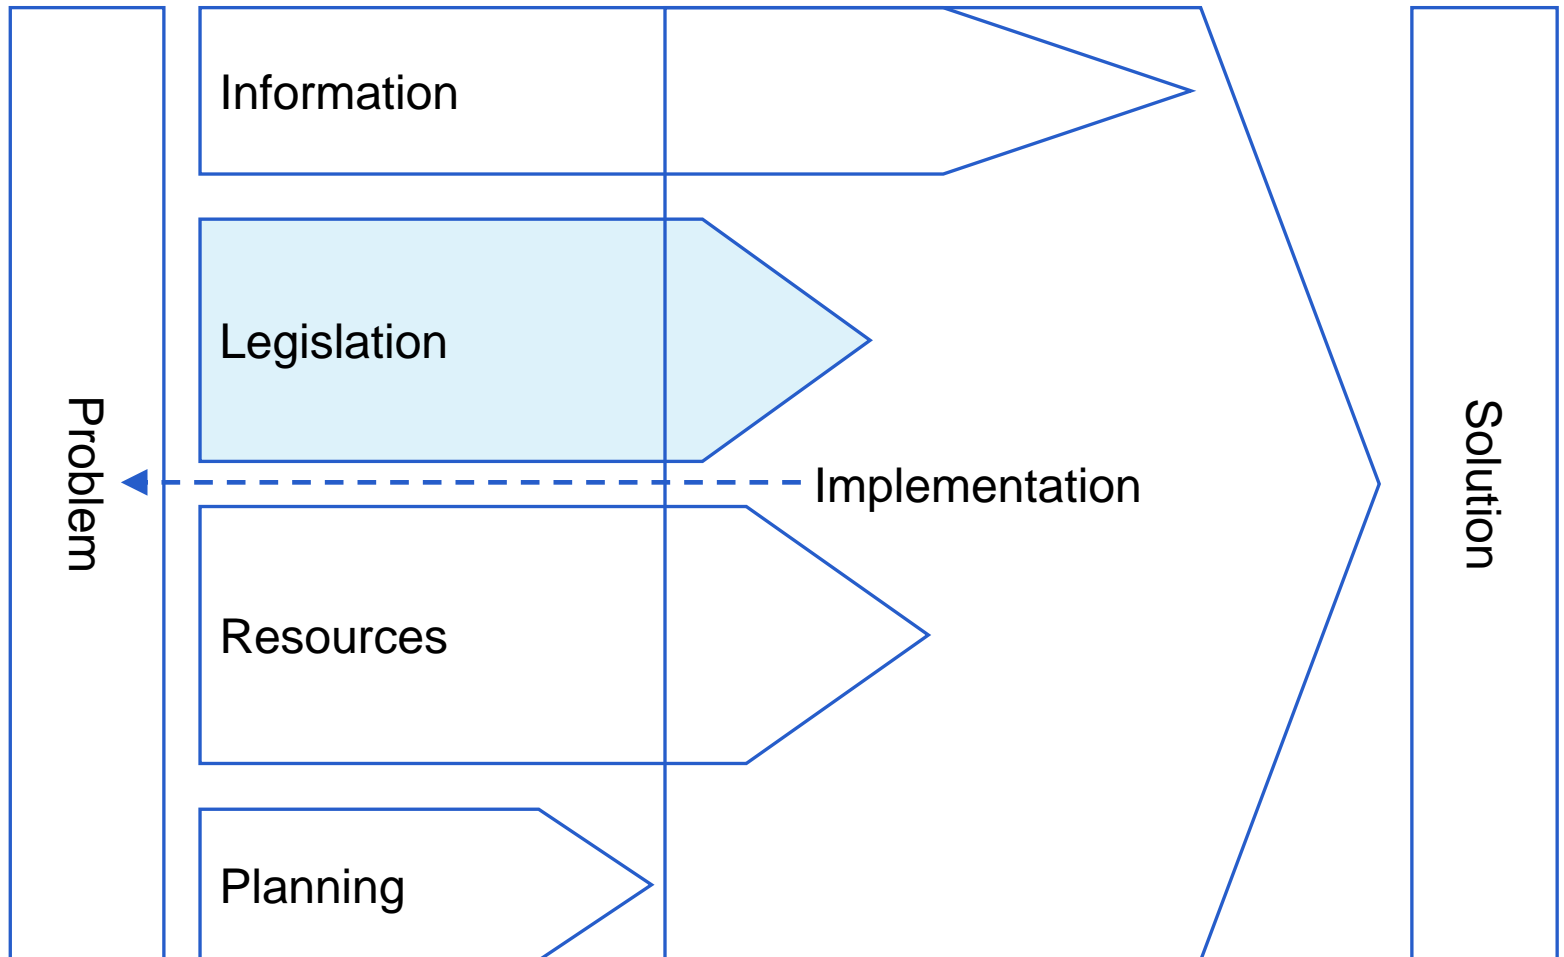 Problem
Information
Legislation
Implementation
Resources
Planning
Solution